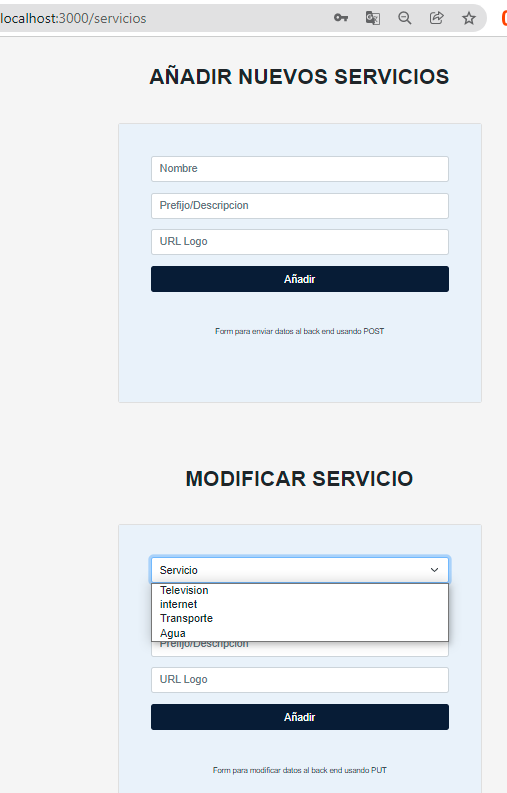 localhost:3000/servicios
AÑADIR NUEVOS SERVICIOS
Nombre
Prefijo/Descripcion
URL Logo
Añadir
Form para enviar datos al back end usando POST
MODIFICAR SERVICIO
Servicio
Television
internet
Transporte
Agua
Prefijo/Descripcion
URL Logo
Añadir
Form para modificar datos al back end usando PUT